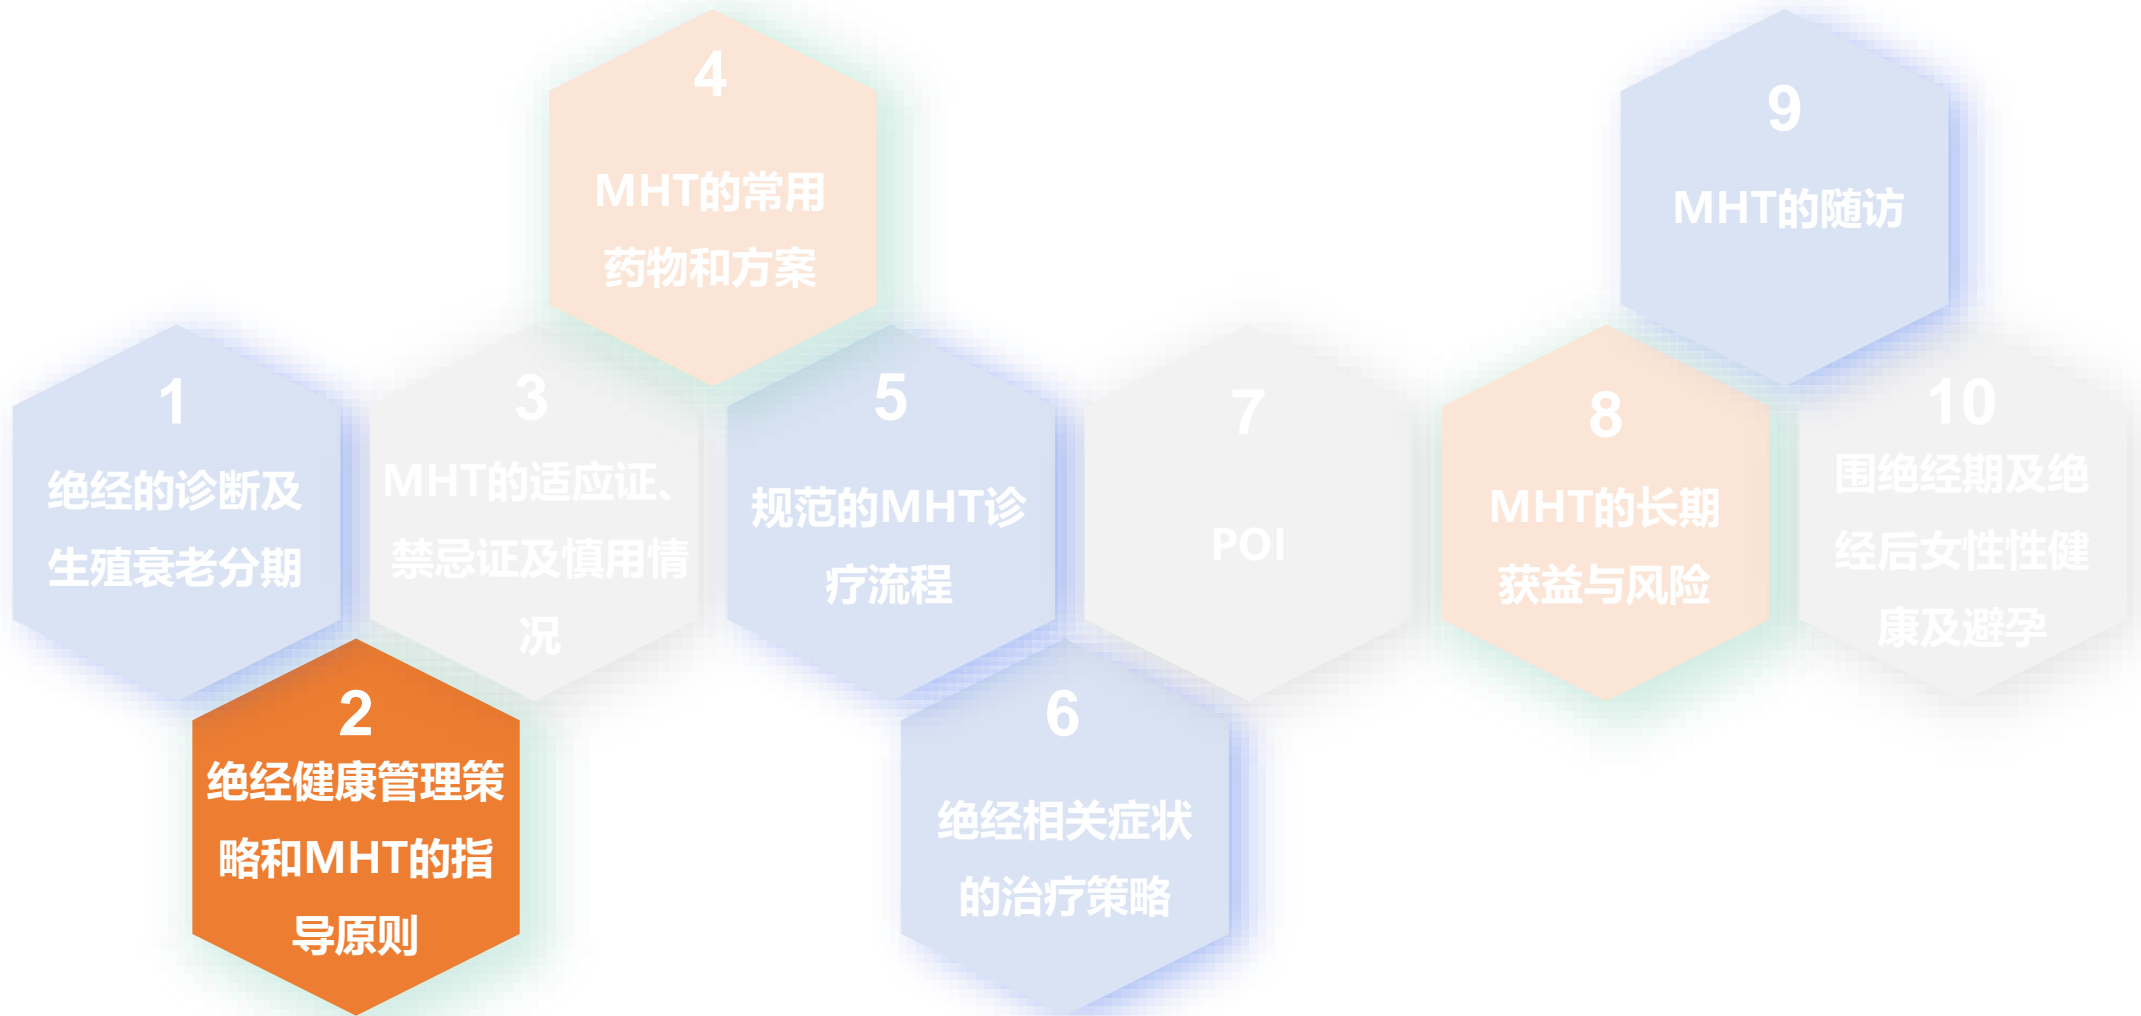 1
绝经的诊断及
生殖衰老分期
2
绝经健康管理策
略和MHT的指
导原则
3
MHT的适应证、
禁忌证及慎用情
况
4
MHT的常用
药物和方案
5
规范的MHT诊
疗流程
6
绝经相关症状
的治疗策略
7
POI
8
MHT的长期
获益与风险
9
MHT的随访
10
围绝经期及绝
经后女性性健
康及避孕